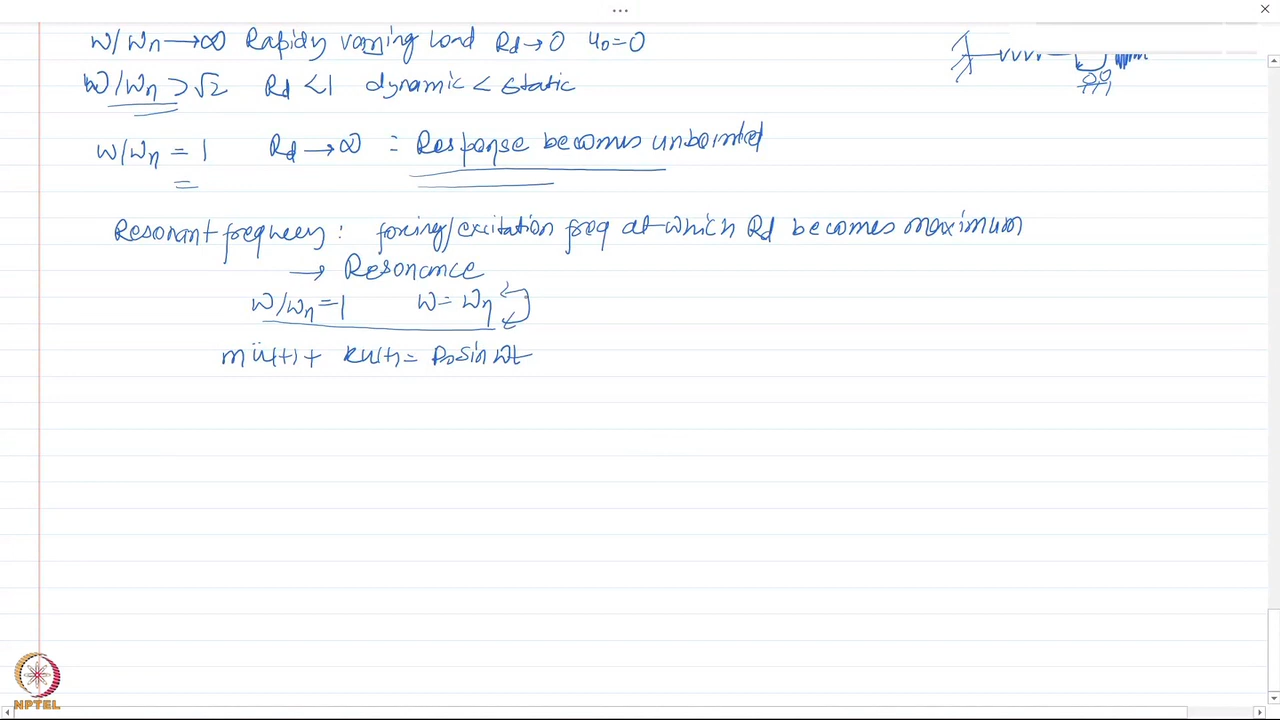 ω/ωn → ∞ Rapidly varying load Rd → 0 u0 = 0
ω/ωn > √2 Rd < 1 dynamic < static
ω/ωn = 1 Rd → ∞ = Response becomes unbounded
Resonant frequency : forcing/excitation freq at which Rd becomes maximum
→ Resonance
ω/ωn = 1 ω = ωn
mü(t) + ku(t) = P0 sin ωt
NPTEL